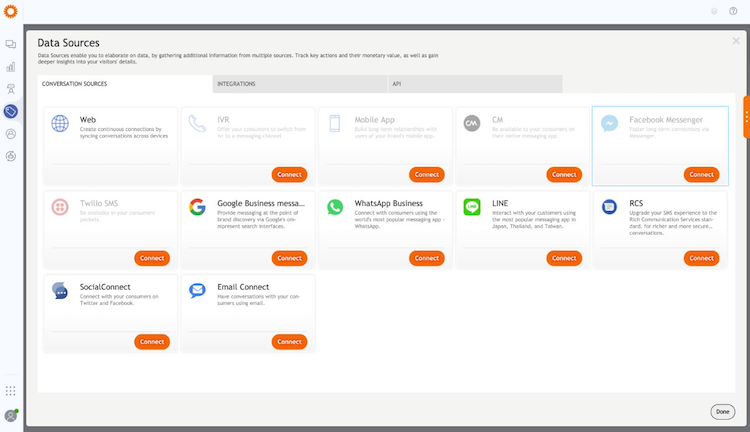 Data Sources
Data Sources enable you to elaborate on data, by gathering additional information from multiple sources. Track key actions and their monetary value, as well as gain
deeper insights into your visitors' details.
CONVERSATION SOURCES
INTEGRATIONS
API
Web
Create continuous connections by
syncing conversations across devices
IVR
Offer your consumers to switch from
IVR to a messaging channel
Connect
Mobile App
Build long-term relationships with
users of your brand's mobile app.
Connect
CM
CM
Be available to your consumers on
their native messaging app.
Connect
Facebook Messenger
Foster long-term connections via
Messenger.
Connect
Twilio SMS
Be available in your consumers'
pockets.
Connect
Google Business messa...
Provide messaging at the point of
brand discovery via Google's om-
nipresent search interfaces.
Connect
WhatsApp Business
Connect with consumers using the
world's most popular messaging app -
WhatsApp.
Connect
LINE
LINE
Interact with your customers using
the most popular messaging app in
Japan, Thailand, and Taiwan.
Connect
RCS
Upgrade your SMS experience to the
Rich Communication Services stan-
dard, for richer and more secure...
conversations.
Connect
SocialConnect
Connect with your consumers on
Twitter and Facebook.
Connect
Email Connect
Have conversations with your con-
sumers using email.
Connect
Done